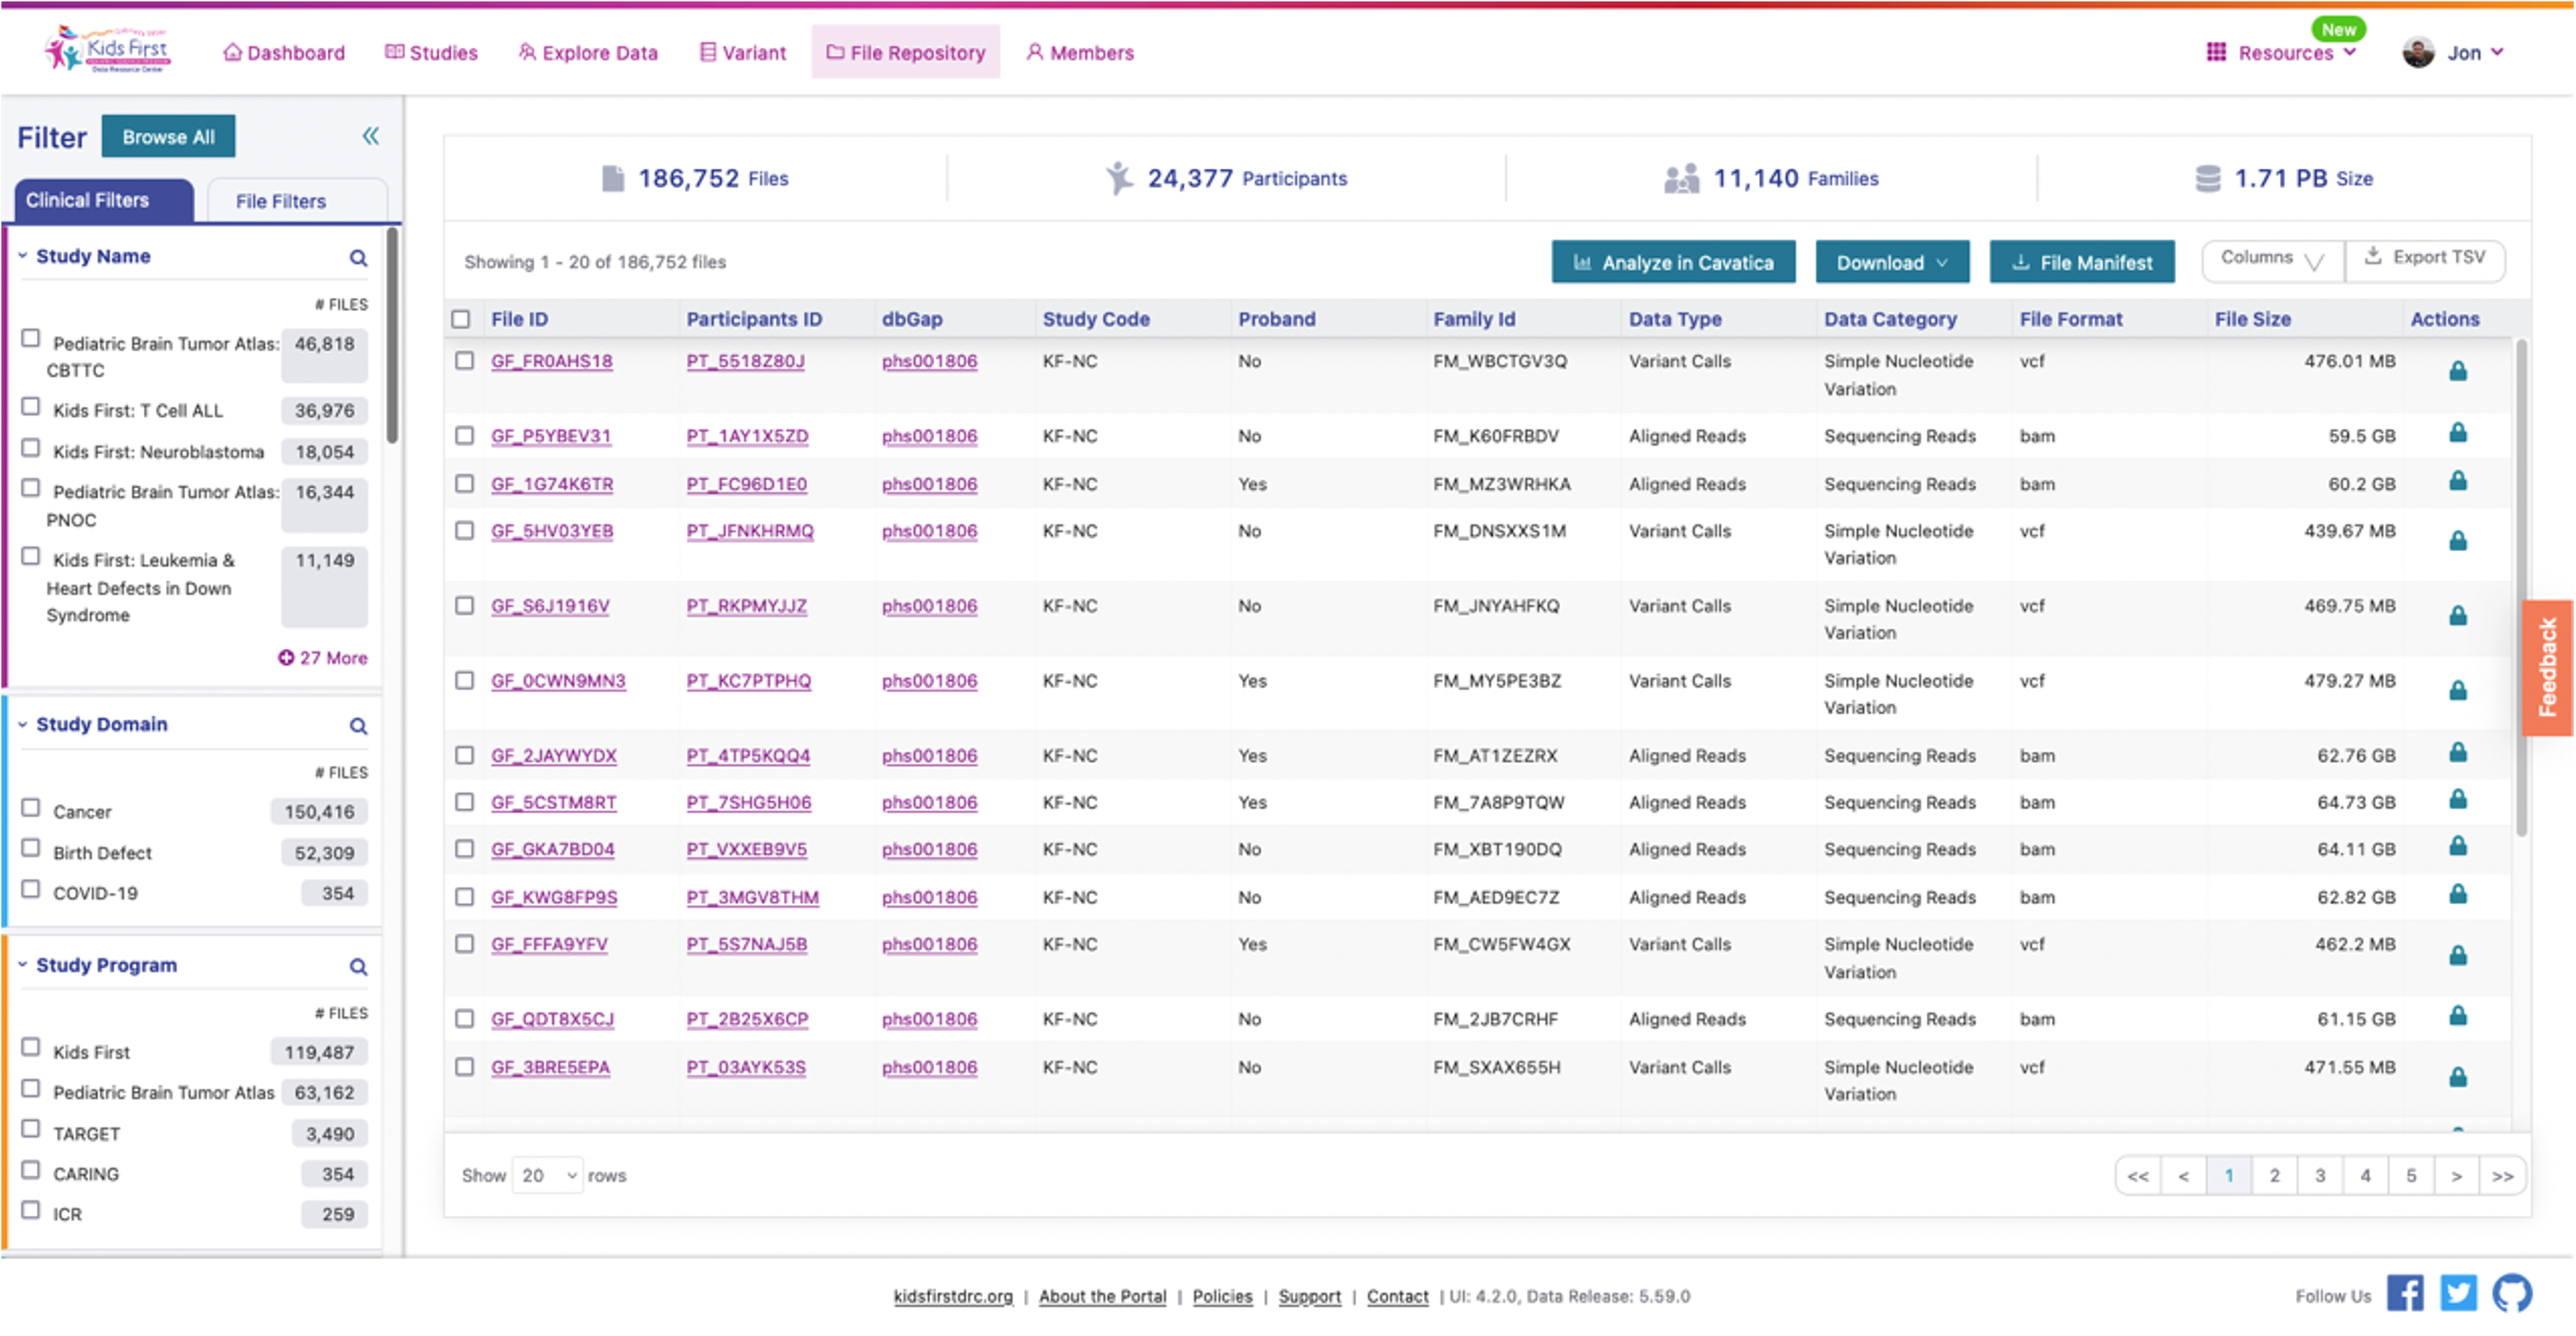 Kids First
Data Resource Center
Dashboard
Studies
Explore Data
Variant
File Repository
Members
New
Resources
Jon
Filter
Browse All
Clinical Filters
File Filters
Study Name
# FILES
Pediatric Brain Tumor Atlas: 46,818
CBTTC
Kids First: T Cell ALL 36,976
Kids First: Neuroblastoma 18,054
Pediatric Brain Tumor Atlas: 16,344
PNOC
Kids First: Leukemia & 11,149
Heart Defects in Down
Syndrome
27 More
Study Domain
# FILES
Cancer 150,416
Birth Defect 52,309
COVID-19 354
Study Program
# FILES
Kids First 119,487
Pediatric Brain Tumor Atlas 63,162
TARGET 3,490
CARING 354
ICR 259
186,752 Files
24,377 Participants
11,140 Families
1.71 PB Size
Showing 1 - 20 of 186,752 files
Analyze in Cavatica
Download
File Manifest
Columns
Export TSV
File ID Participants ID dbGap Study Code Proband Family Id Data Type Data Category File Format File Size Actions
GF_FR0AHS18 PT_5518Z80J phs001806 KF-NC No FM_WBCTGV3Q Variant Calls Simple Nucleotide vcf 476.01 MB
Variation
GF_P5YBEV31 PT_1AY1X5ZD phs001806 KF-NC No FM_K60FRBDV Aligned Reads Sequencing Reads bam 59.5 GB
GF_1G74K6TR PT_FC96D1E0 phs001806 KF-NC Yes FM_MZ3WRHKA Aligned Reads Sequencing Reads bam 60.2 GB
GF_5HV03YEB PT_JFNKHRMQ phs001806 KF-NC No FM_DNSXXS1M Variant Calls Simple Nucleotide vcf 439.67 MB
Variation
GF_S6J1916V PT_RKPMYJJZ phs001806 KF-NC No FM_JNYAHFKQ Variant Calls Simple Nucleotide vcf 469.75 MB
Variation
GF_0CWN9MN3 PT_KC7PTPHQ phs001806 KF-NC Yes FM_MY5PE3BZ Variant Calls Simple Nucleotide vcf 479.27 MB
Variation
GF_2JAYWYDX PT_4TP5KQQ4 phs001806 KF-NC Yes FM_AT1ZEZRX Aligned Reads Sequencing Reads bam 62.76 GB
GF_5CSTM8RT PT_7SHG5H06 phs001806 KF-NC Yes FM_7A8P9TQW Aligned Reads Sequencing Reads bam 64.73 GB
GF_GKA7BD04 PT_VXXEB9V5 phs001806 KF-NC No FM_XBT190DQ Aligned Reads Sequencing Reads bam 64.11 GB
GF_KWG8FP9S PT_3MGV8THM phs001806 KF-NC No FM_AED9EC7Z Aligned Reads Sequencing Reads bam 62.82 GB
GF_FFFA9YFV PT_5S7NAJ5B phs001806 KF-NC Yes FM_CW5FW4GX Variant Calls Simple Nucleotide vcf 462.2 MB
Variation
GF_QDT8X5CJ PT_2B25X6CP phs001806 KF-NC No FM_2JB7CRHF Aligned Reads Sequencing Reads bam 61.15 GB
GF_3BRE5EPA PT_03AYK53S phs001806 KF-NC No FM_SXAX655H Variant Calls Simple Nucleotide vcf 471.55 MB
Variation
Feedback
Show 20 rows
<< < 1 2 3 4 5 > >>
kidsfirstdrc.org | About the Portal | Policies | Support | Contact | UI: 4.2.0, Data Release: 5.59.0
Follow Us